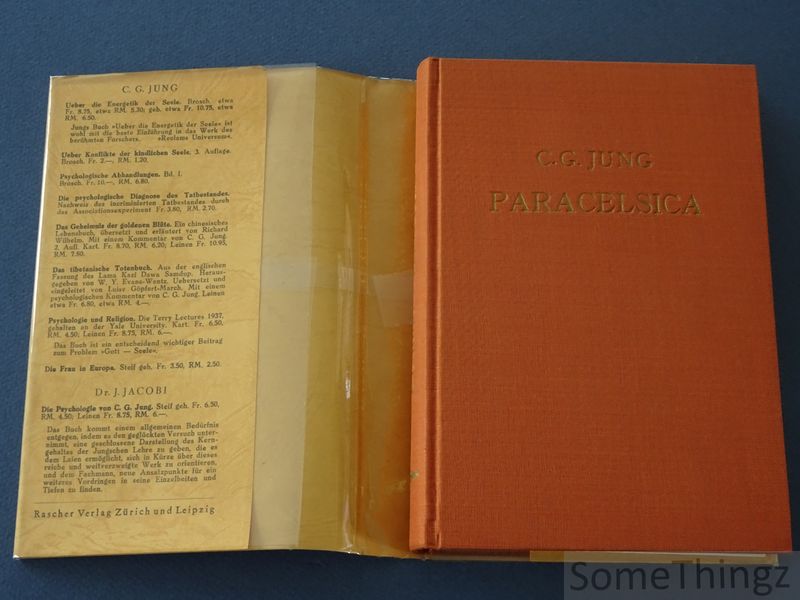 C. G. JUNG
Ueber die Energetik der Seele. Brosch. etwa
Fr. 8.75, etwa RM. 5.30; geb. etwa Fr. 10.75, etwa
RM. 6.50.
Jungs Buch »Ueber die Energetik der Seele« ist
wohl mit die beste Einführung in das Werk des
berühmten Forschers. »Reclams Universum«.
Ueber Konflikte der kindlichen Seele. 3. Auflage.
Brosch. Fr. 2.—, RM. 1.20.
Psychologische Abhandlungen. Bd. I.
Brosch. Fr. 10.—, RM. 6.80.
Die psychologische Diagnose des Tatbestandes.
Nachweis des incriminierten Tatbestandes durch
das Associationsexperiment Fr. 3.80, RM. 2.70.
Das Geheimnis der goldenen Blüte. Ein chinesisches
Lebensbuch, übersetzt und erläutert von Richard
Wilhelm. Mit einem Kommentar von C. G. Jung.
2. Aufl. Kart. Fr. 8.70, RM. 6.20; Leinen Fr. 10.95,
RM. 7.80.
Das tibetanische Totenbuch. Aus der englischen
Fassung des Lama Kazi Dawa Samdup. Heraus-
gegeben von W. Y. Evans-Wentz. Uebersetzt und
eingeleitet von Luise Göpfert-March. Mit einem
psychologischen Kommentar von C. G. Jung. Leinen
etwa Fr. 6.80, etwa RM. 4.—.
Psychologie und Religion. Die Terry Lectures 1937,
gehalten an der Yale University. Kart. Fr. 6.50,
RM. 4.50; Leinen Fr. 8.75, RM. 6.—.
Das Buch ist ein entscheidend wichtiger Beitrag
zum Problem »Gott — Seele«.
Die Frau in Europa. Steif geh. Fr. 3.50, RM. 2.50.
Dr. J. JACOBI
Die Psychologie von C. G. Jung. Steif geh. Fr. 6.50,
RM. 4.50; Leinen Fr. 8.75, RM. 6.—.
Das Buch kommt einem allgemeinen Bedürfnis
entgegen, indem es den geglückten Versuch unter-
nimmt, eine geschlossene Darstellung des Kern-
gehaltes der Jungschen Lehre zu geben, die es
dem Laien ermöglicht, sich in Kürze über dieses
reiche und weitverzweigte Werk zu orientieren,
und dem Fachmann, neue Ansatzpunkte für ein
weiteres Vordringen in seine Einzelheiten und
Tiefen zu finden.
Rascher Verlag Zürich und Leipzig
C. G. JUNG
PARACELSICA
SomeThingz